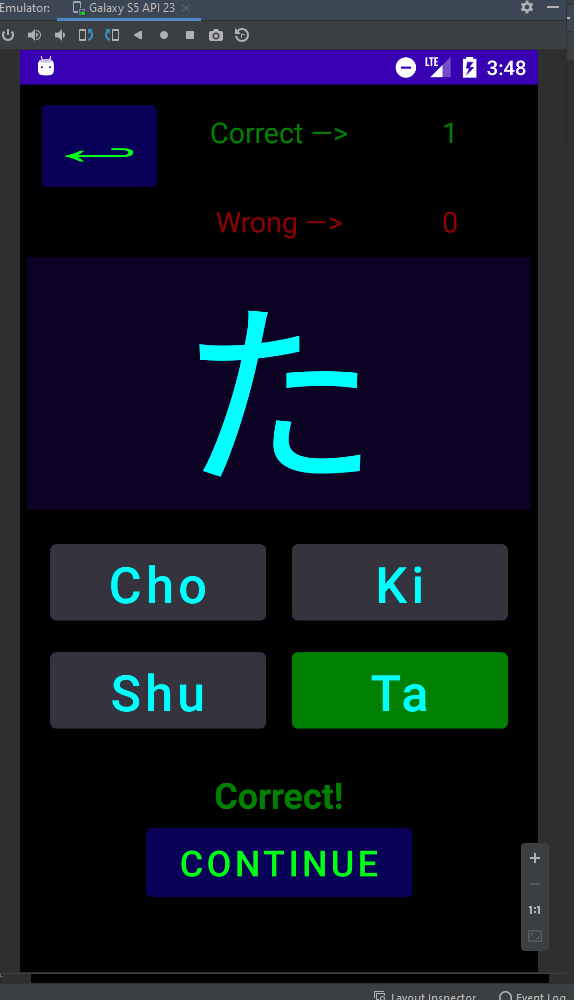 Emulator: Galaxy S5 API 23
LTE 3:48
Correct —> 1
Wrong —> 0
た
Cho Ki
Shu Ta
Correct!
CONTINUE
1:1
Layout Inspector Event Log